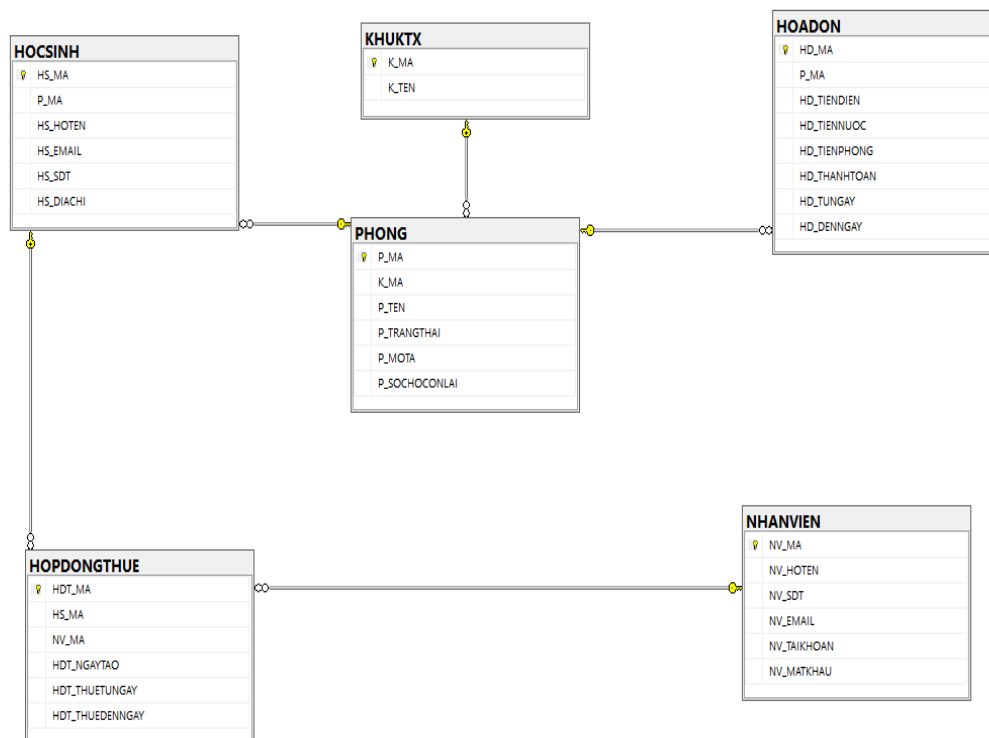 HOCSINH
HS_MA
P_MA
HS_HOTEN
HS_EMAIL
HS_SDT
HS_DIACHI
KHUKTX
K_MA
K_TEN
HOADON
HD_MA
P_MA
HD_TIENDIEN
HD_TIENNUOC
HD_TIENPHONG
HD_THANHTOAN
HD_TUNGAY
HD_DENNGAY
PHONG
P_MA
K_MA
P_TEN
P_TRANGTHAI
P_MOTA
P_SOCHOCONLAI
HOPDONGTHUE
HDT_MA
HS_MA
NV_MA
HDT_NGAYTAO
HDT_THUETUNGAY
HDT_THUEDENNGAY
NHANVIEN
NV_MA
NV_HOTEN
NV_SDT
NV_EMAIL
NV_TAIKHOAN
NV_MATKHAU